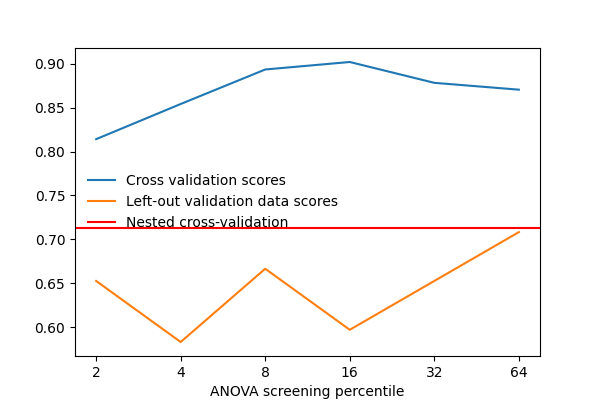 0.90
0.85
0.80
0.75
0.70
0.65
0.60
Cross validation scores
Left-out validation data scores
Nested cross-validation
2 4 8 16 32 64
ANOVA screening percentile